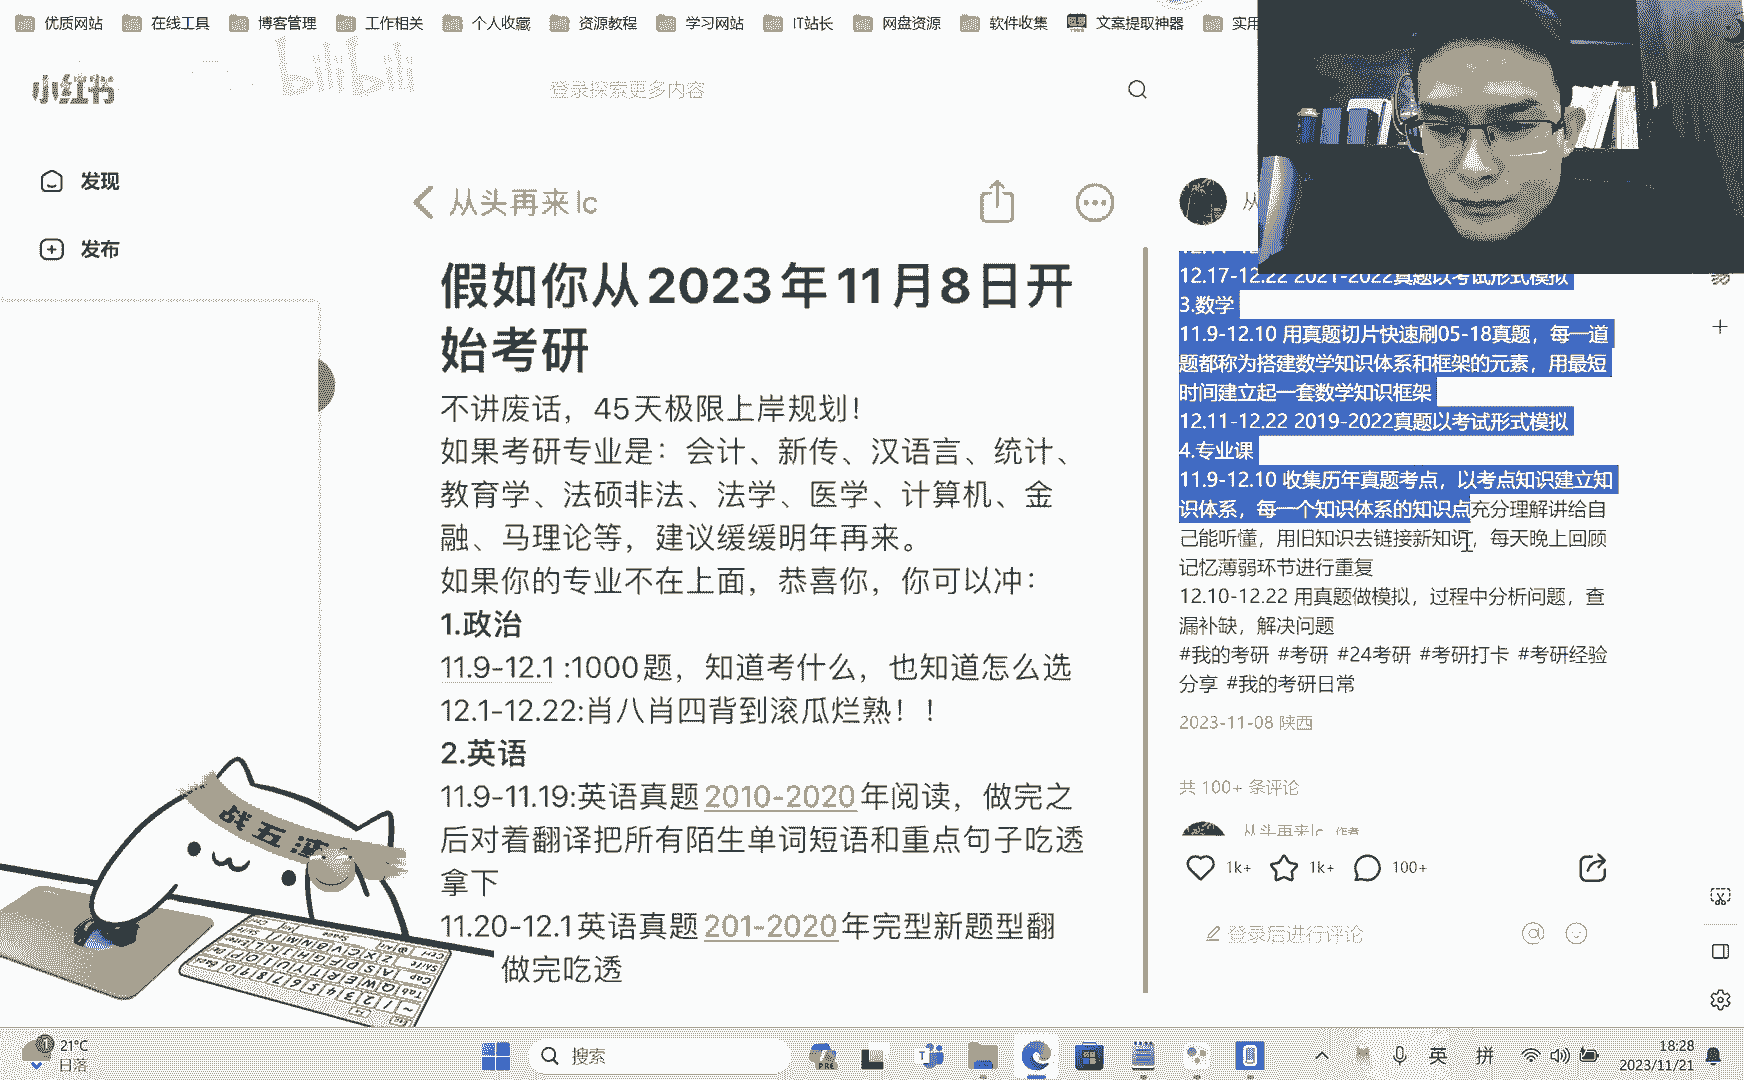 优质网站 在线工具 博客管理 工作相关 个人收藏 资源教程 学习网站 IT站长 网盘资源 软件收集 文案提取神器 实用
小红书
bilibili
登录探索更多内容
发现
发布
从头再来lc
假如你从2023年11月8日开
始考研
不讲废话，45天极限上岸规划！
如果考研专业是：会计、新传、汉语言、统计、
教育学、法硕非法、法学、医学、计算机、金
融、马理论等，建议缓缓明年再来。
如果你的专业不在上面，恭喜你，你可以冲：
1.政治
11.9-12.1 :1000题，知道考什么，也知道怎么选
12.1-12.22:肖八肖四背到滚瓜烂熟！！
2.英语
11.9-11.19:英语真题2010-2020年阅读，做完之
后对着翻译把所有陌生单词短语和重点句子吃透
拿下
11.20-12.1英语真题201-2020年完型新题型翻
做完吃透
从
12.17-12.22 2021-2022真题以考试形式模拟
3.数学
11.9-12.10 用真题切片快速刷05-18真题，每一道
题都称为搭建数学知识体系和框架的元素，用最短
时间建立起一套数学知识框架
12.11-12.22 2019-2022真题以考试形式模拟
4.专业课
11.9-12.10 收集历年真题考点，以考点知识建立知
识体系，每一个知识体系的知识点充分理解讲给自
己能听懂，用旧知识去链接新知识，每天晚上回顾
记忆薄弱环节进行重复
12.10-12.22 用真题做模拟，过程中分析问题，查
漏补缺，解决问题
#我的考研 #考研 #24考研 #考研打卡 #考研经验
分享 #我的考研日常
2023-11-08 陕西
共 100+ 条评论
从头再来lc 作者
1k+ 1k+ 100+
登录后进行评论
21°C
日落
搜索
PRE
英 拼
18:28
2023/11/21